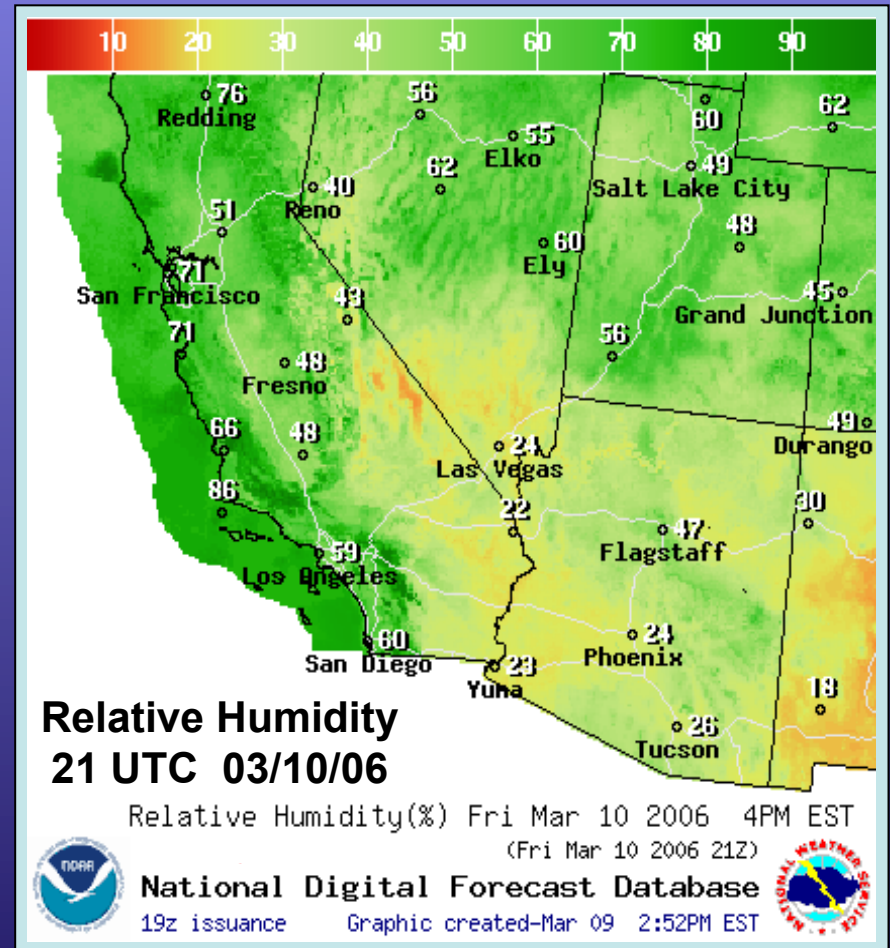 10 20 30 40 50 60 70 80 90
76
Redding
56
60
62
55
Elko
49
Salt Lake City
62
40
Reno
51
48
60
Ely
71
San Francisco
45
Grand Junction
43
71
56
48
Fresno
49
Durango
66
48
24
Las Vegas
86
22
30
47
Flagstaff
59
Los Angeles
60
San Diego
24
Phoenix
23
Yuma
18
26
Tucson
Relative Humidity
21 UTC 03/10/06
Relative Humidity(%) Fri Mar 10 2006 4PM EST
(Fri Mar 10 2006 21Z)
National Digital Forecast Database
19z issuance Graphic created-Mar 09 2:52PM EST
NOAA
NATIONAL WEATHER SERVICE